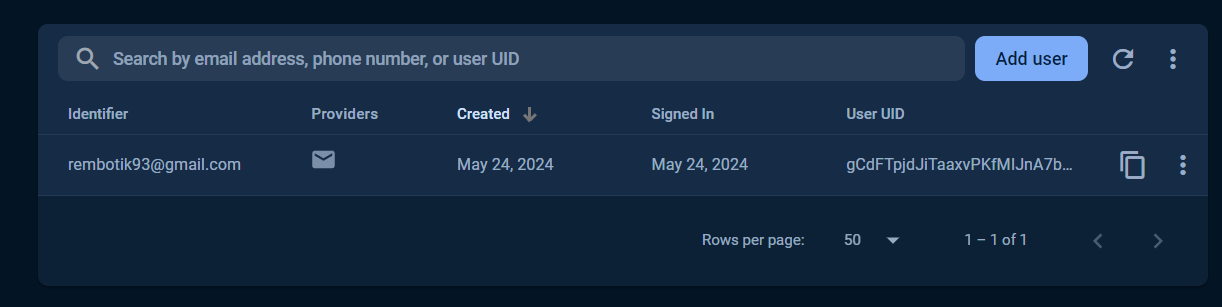 Search by email address, phone number, or user UID
Add user
Identifier Providers Created Signed In User UID
rembotik93@gmail.com May 24, 2024 May 24, 2024 gCdFTpjdJiTaaxvPKfMIJnA7b...
Rows per page: 50 1 – 1 of 1